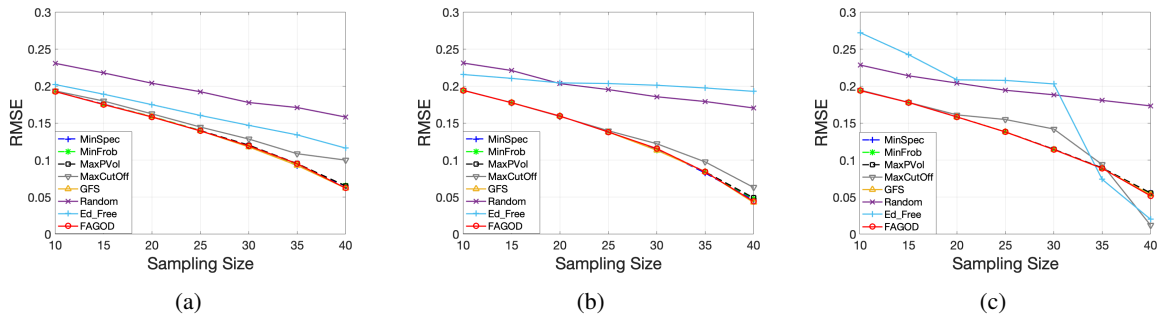 0.3
0.25
0.2
0.15
0.1
0.05
0
RMSE
MinSpec
MinFrob
MaxPVol
MaxCutOff
GFS
Random
Ed_Free
FAGOD
10 15 20 25 30 35 40
Sampling Size
(a)
0.3
0.25
0.2
0.15
0.1
0.05
0
RMSE
MinSpec
MinFrob
MaxPVol
MaxCutOff
GFS
Random
Ed_Free
FAGOD
10 15 20 25 30 35 40
Sampling Size
(b)
0.3
0.25
0.2
0.15
0.1
0.05
0
RMSE
MinSpec
MinFrob
MaxPVol
MaxCutOff
GFS
Random
Ed_Free
FAGOD
10 15 20 25 30 35 40
Sampling Size
(c)